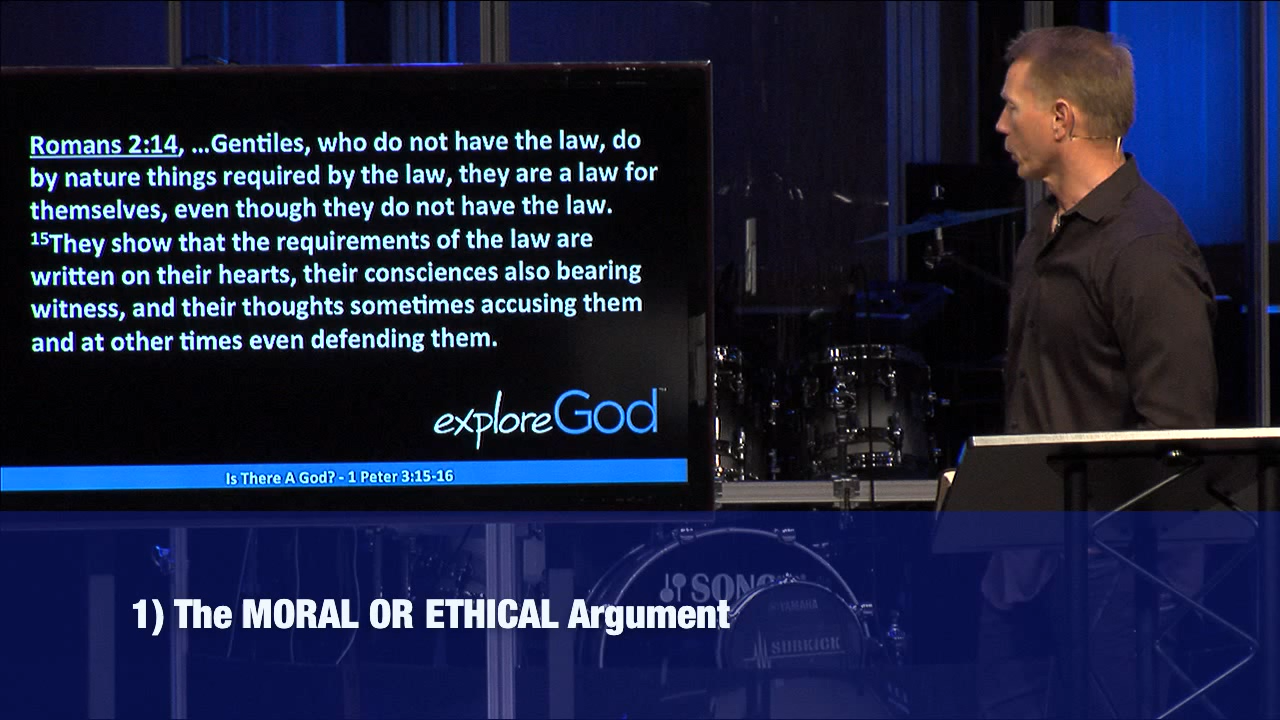 Romans 2:14, ...Gentiles, who do not have the law, do
by nature things required by the law, they are a law for
themselves, even though they do not have the law.
¹⁵They show that the requirements of the law are
written on their hearts, their consciences also bearing
witness, and their thoughts sometimes accusing them
and at other times even defending them.
exploreGod™
Is There A God? - 1 Peter 3:15-16
1) The MORAL OR ETHICAL Argument
SONO
YAMAHA
SUBKICK